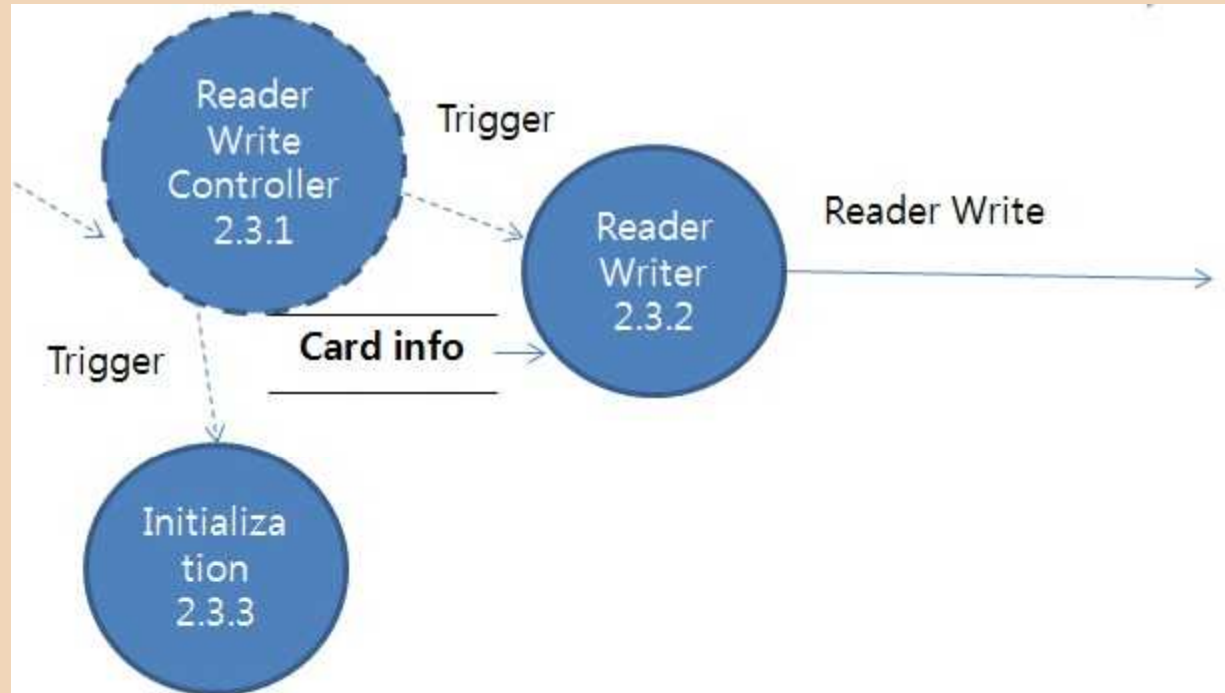 Reader
Write
Controller
2.3.1
Trigger
Reader
Writer
2.3.2
Reader Write
Card info
Trigger
Initializa
tion
2.3.3